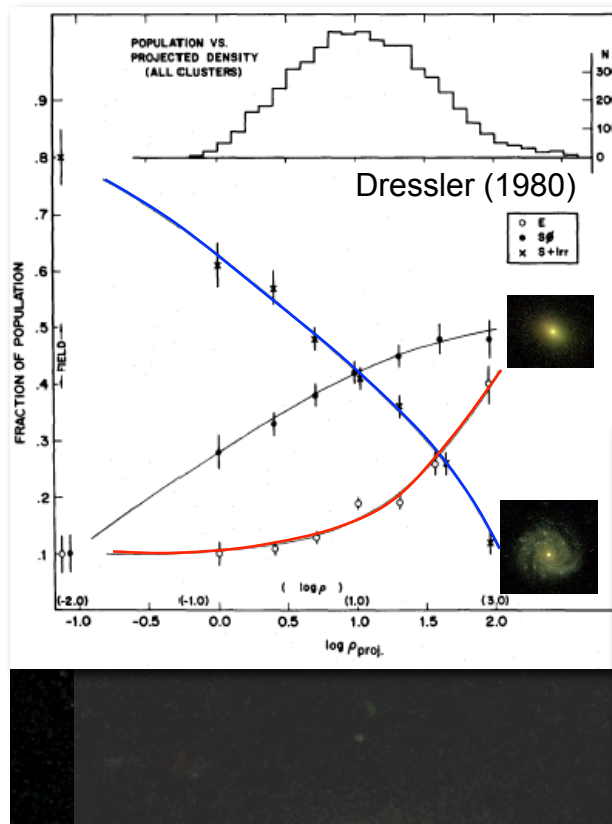 POPULATION VS.
PROJECTED DENSITY
(ALL CLUSTERS)
N
300
200
100
0
Dressler (1980)
E
SØ
S+Irr
.9
.8
.7
.6
.5
.4
.3
.2
.1
FRACTION OF POPULATION
FIELD
( log ρ )
(-2.0) (-1.0) (1.0) (3.0)
-1.0 -0.5 0.0 0.5 1.0 1.5 2.0
log ρproj.